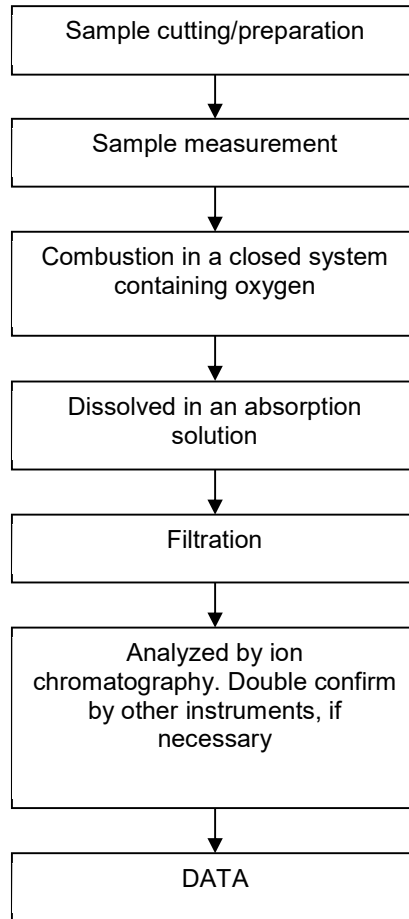 Sample cutting/preparation
Sample measurement
Combustion in a closed system
containing oxygen
Dissolved in an absorption
solution
Filtration
Analyzed by ion
chromatography. Double confirm
by other instruments, if
necessary
DATA